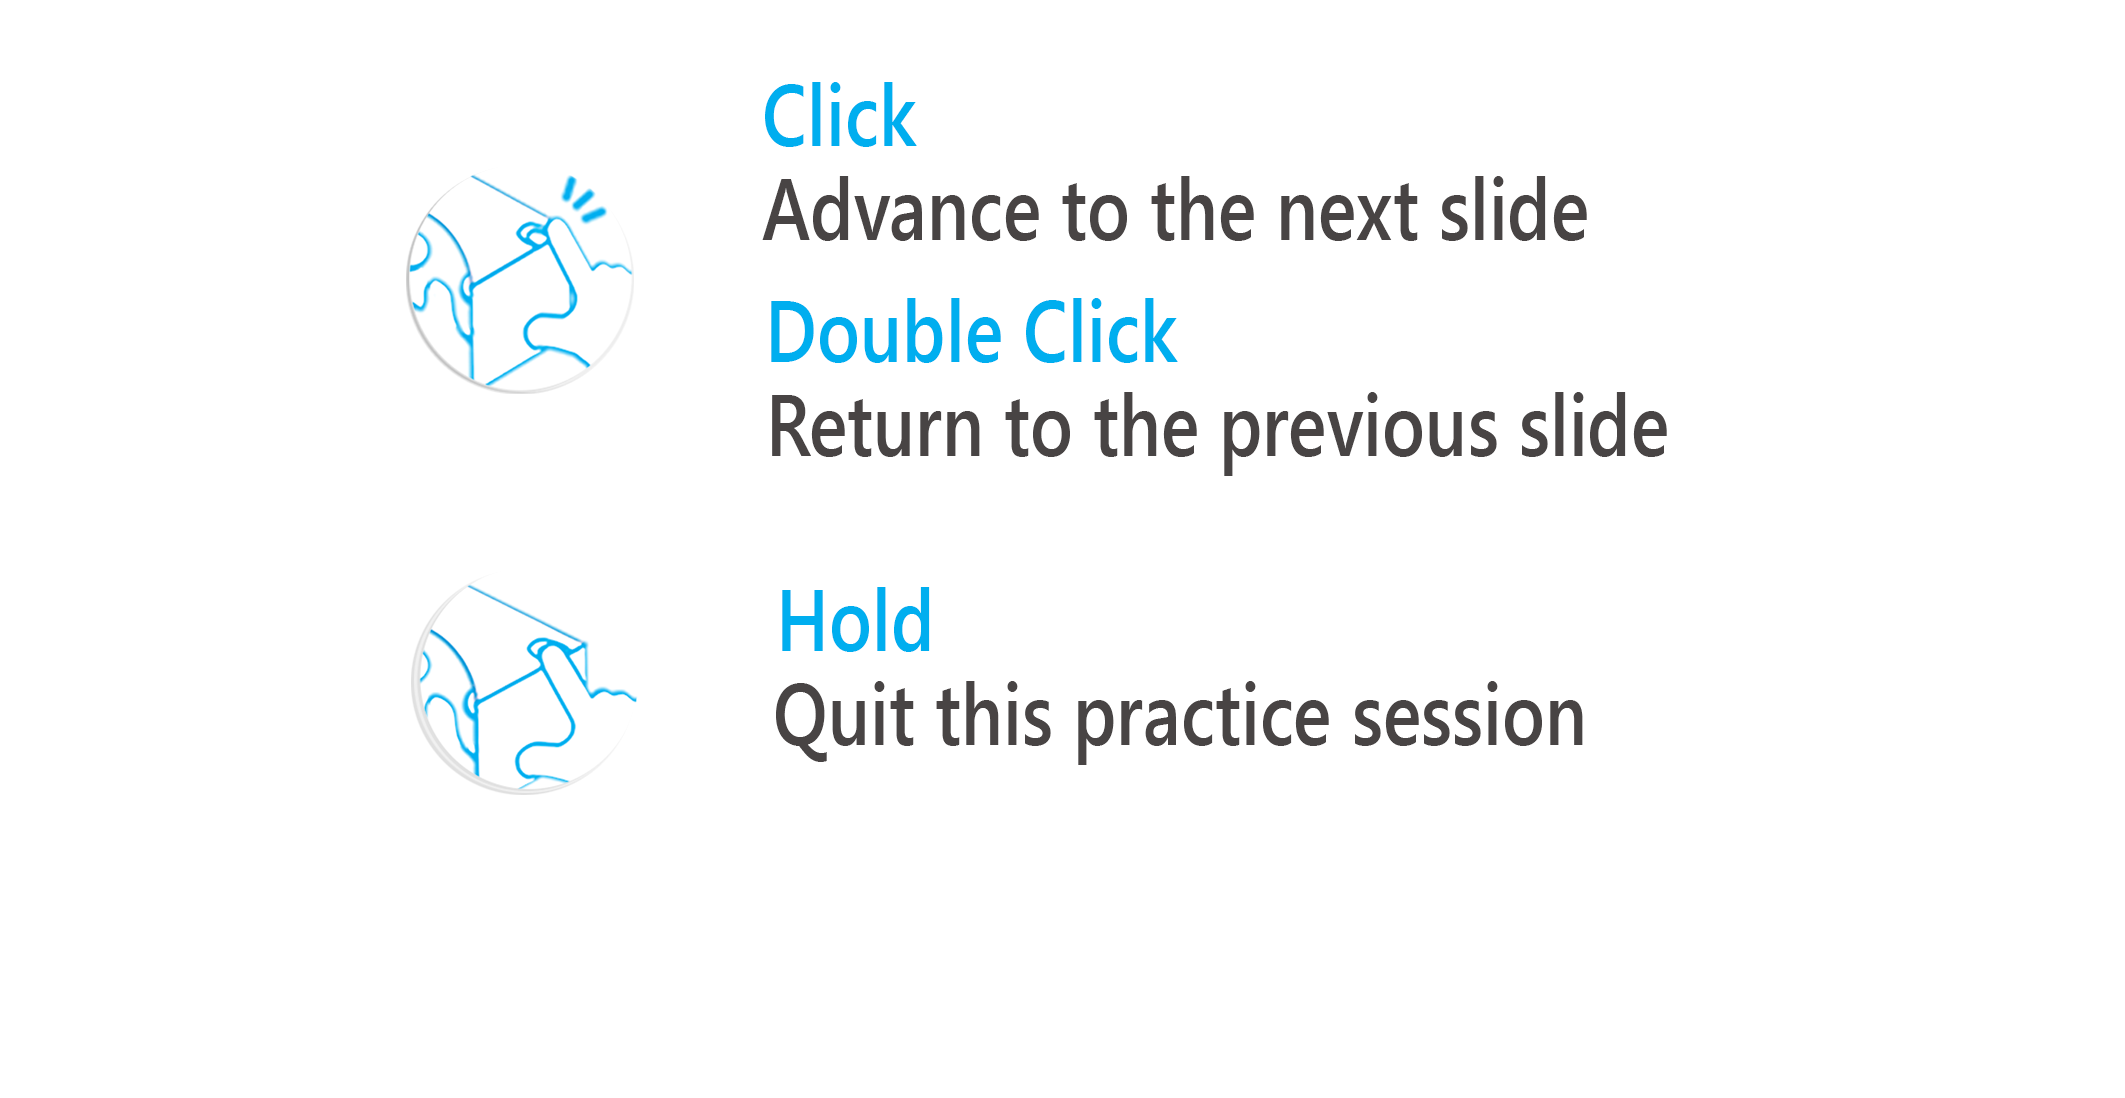 Click
Advance to the next slide
Double Click
Return to the previous slide
Hold
Quit this practice session